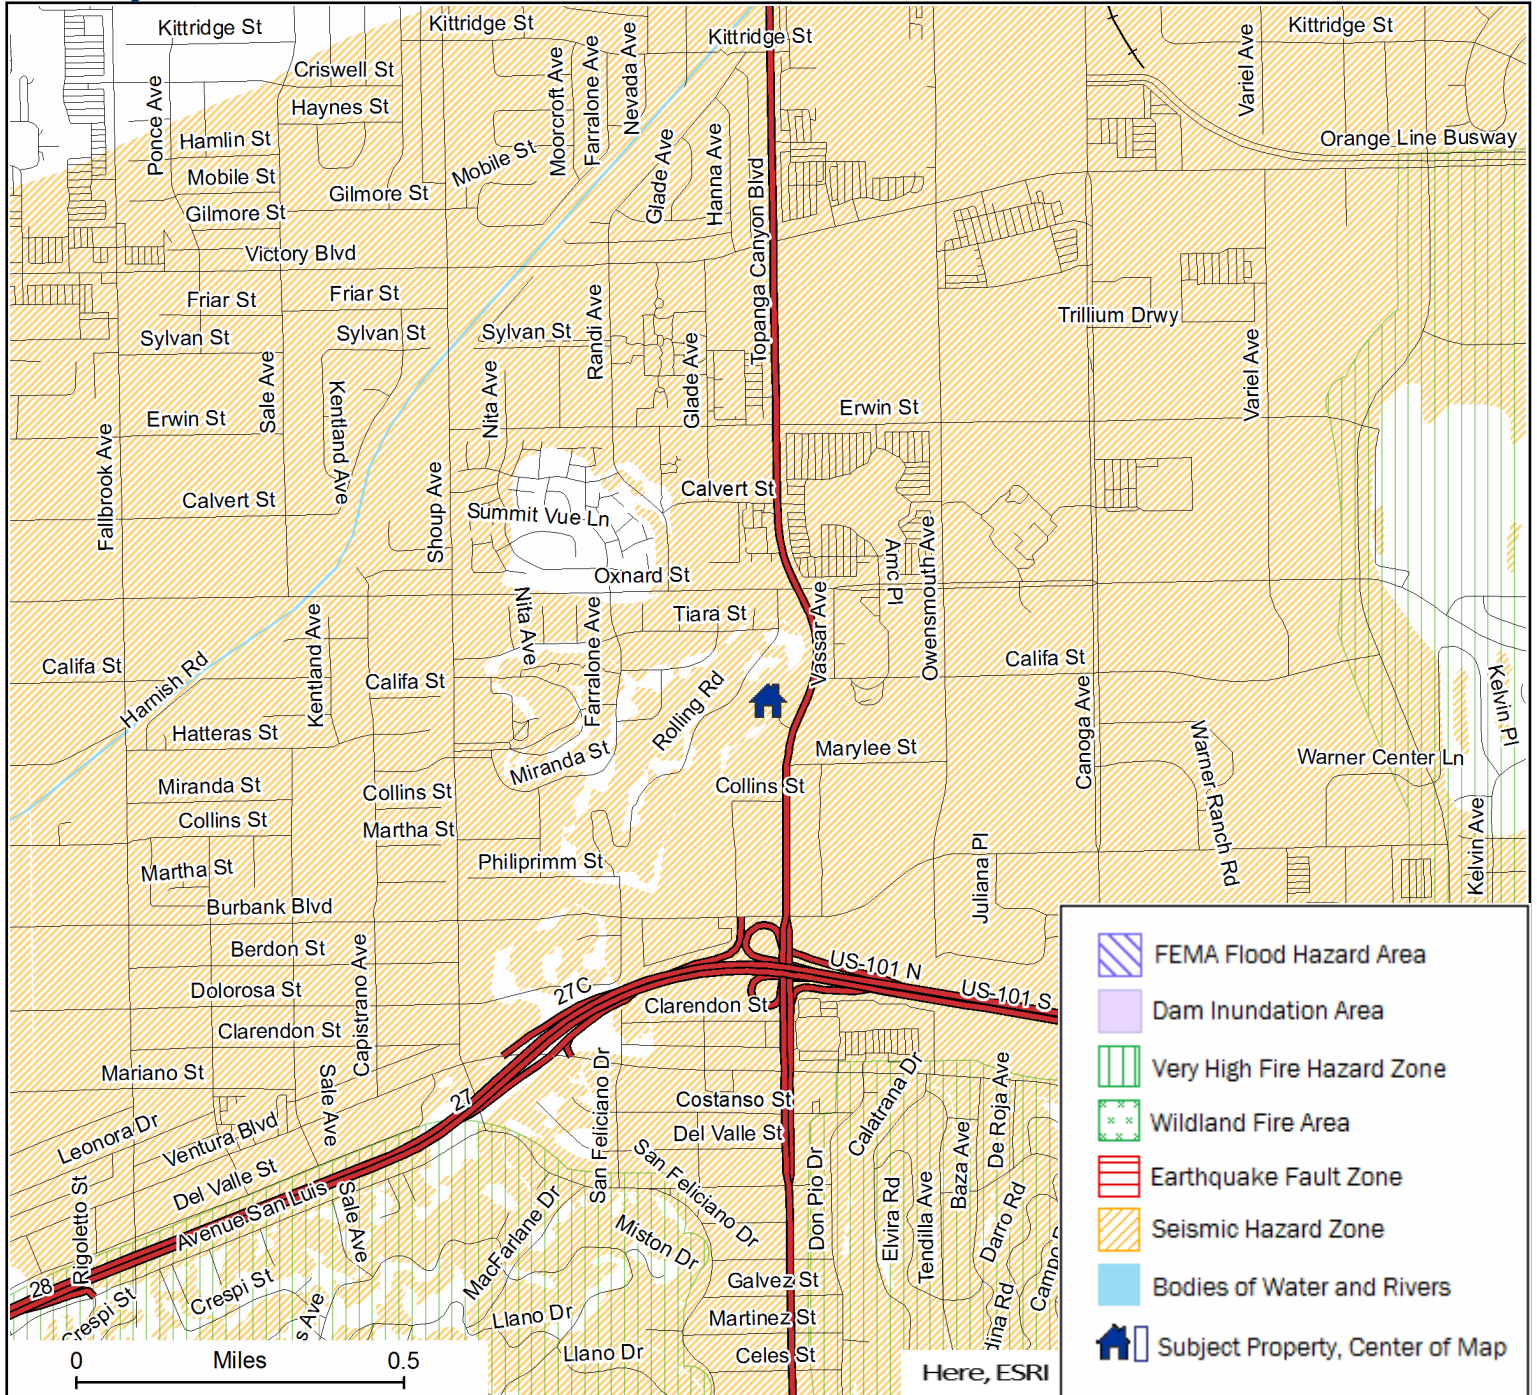 Kittridge St
Kittridge St
Kittridge St
Kittridge St
Criswell St
Haynes St
Ponce Ave
Moorcroft Ave
Farralone Ave
Nevada Ave
Variel Ave
Hamlin St
Mobile St
Mobile St
Orange Line Busway
Gilmore St
Gilmore St
Glade Ave
Hanna Ave
Topanga Canyon Blvd
Victory Blvd
Friar St
Friar St
Sylvan St
Sylvan St
Sylvan St
Randi Ave
Glade Ave
Trillium Drwy
Variel Ave
Sale Ave
Kentland Ave
Nita Ave
Erwin St
Erwin St
Fallbrook Ave
Calvert St
Calvert St
Shoup Ave
Summit Vue Ln
Oxnard St
Amc Pl
Owensmouth Ave
Nita Ave
Farralone Ave
Tiara St
Vassar Ave
Kentland Ave
Califa St
Harnish Rd
Califa St
Califa St
Rolling Rd
Canoga Ave
Kelvin Pl
Hatteras St
Miranda St
Marylee St
Warner Ranch Rd
Warner Center Ln
Miranda St
Collins St
Collins St
Collins St
Martha St
Martha St
Philiprimm St
Juliana Pl
Kelvin Ave
Burbank Blvd
Berdon St
Capistrano Ave
Dolorosa St
27C
US-101 N
US-101 S
Clarendon St
Clarendon St
Mariano St
Sale Ave
27
San Feliciano Dr
Costanso St
Calatrana Dr
De Roja Ave
Leonora Dr
Ventura Blvd
Del Valle St
San Feliciano Dr
Don Pio Dr
Baza Ave
Del Valle St
Rigoletto St
Avenue San Luis
Sale Ave
MacFarlane Dr
Miston Dr
Elvira Rd
Tendilla Ave
Darro Rd
Campo
28
Crespi St
Crespi St
s Ave
Llano Dr
Llano Dr
Galvez St
Martinez St
Celes St
dina Rd
0 Miles 0.5
Here, ESRI
FEMA Flood Hazard Area
Dam Inundation Area
Very High Fire Hazard Zone
Wildland Fire Area
Earthquake Fault Zone
Seismic Hazard Zone
Bodies of Water and Rivers
Subject Property, Center of Map